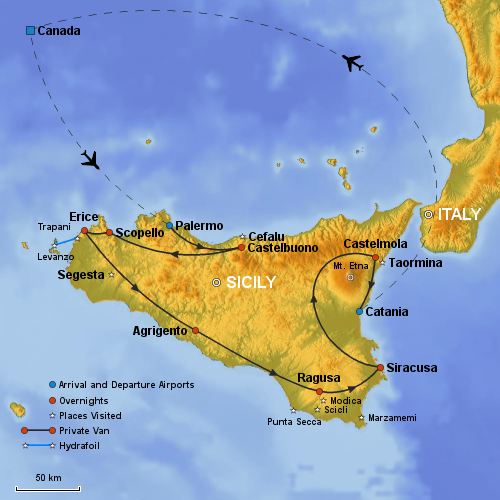 Canada
ITALY
Palermo
Trapani
Erice
Scopello
Cefalu
Castelbuono
Castelmola
Levanzo
Taormina
Mt. Etna
Segesta
SICILY
Catania
Agrigento
Siracusa
Ragusa
Modica
Scicli
Punta Secca
Marzamemi
Arrival and Departure Airports
Overnights
Places Visited
Private Van
Hydrafoil
50 km